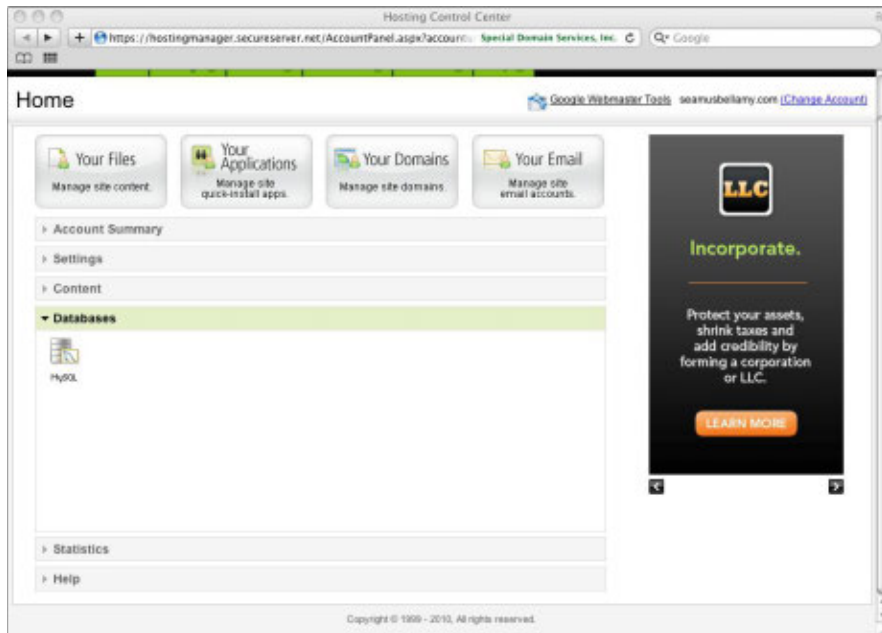 Hosting Control Center
https://hostingmanager.secureserver.net/AccountPanel.aspx?account Special Domain Services, Inc. Google
Home
Google Webmaster Tools seamusbellamy.com (Change Account)
Your Files
Manage site content.
Your Applications
Manage site
quick-install apps.
Your Domains
Manage site domains.
Your Email
Manage site
email accounts.
Account Summary
Settings
Content
Databases
MySQL
Statistics
Help
LLC
Incorporate.
Protect your assets,
shrink taxes and
add credibility by
forming a corporation
or LLC.
LEARN MORE
Copyright © 1999 - 2010, All rights reserved.